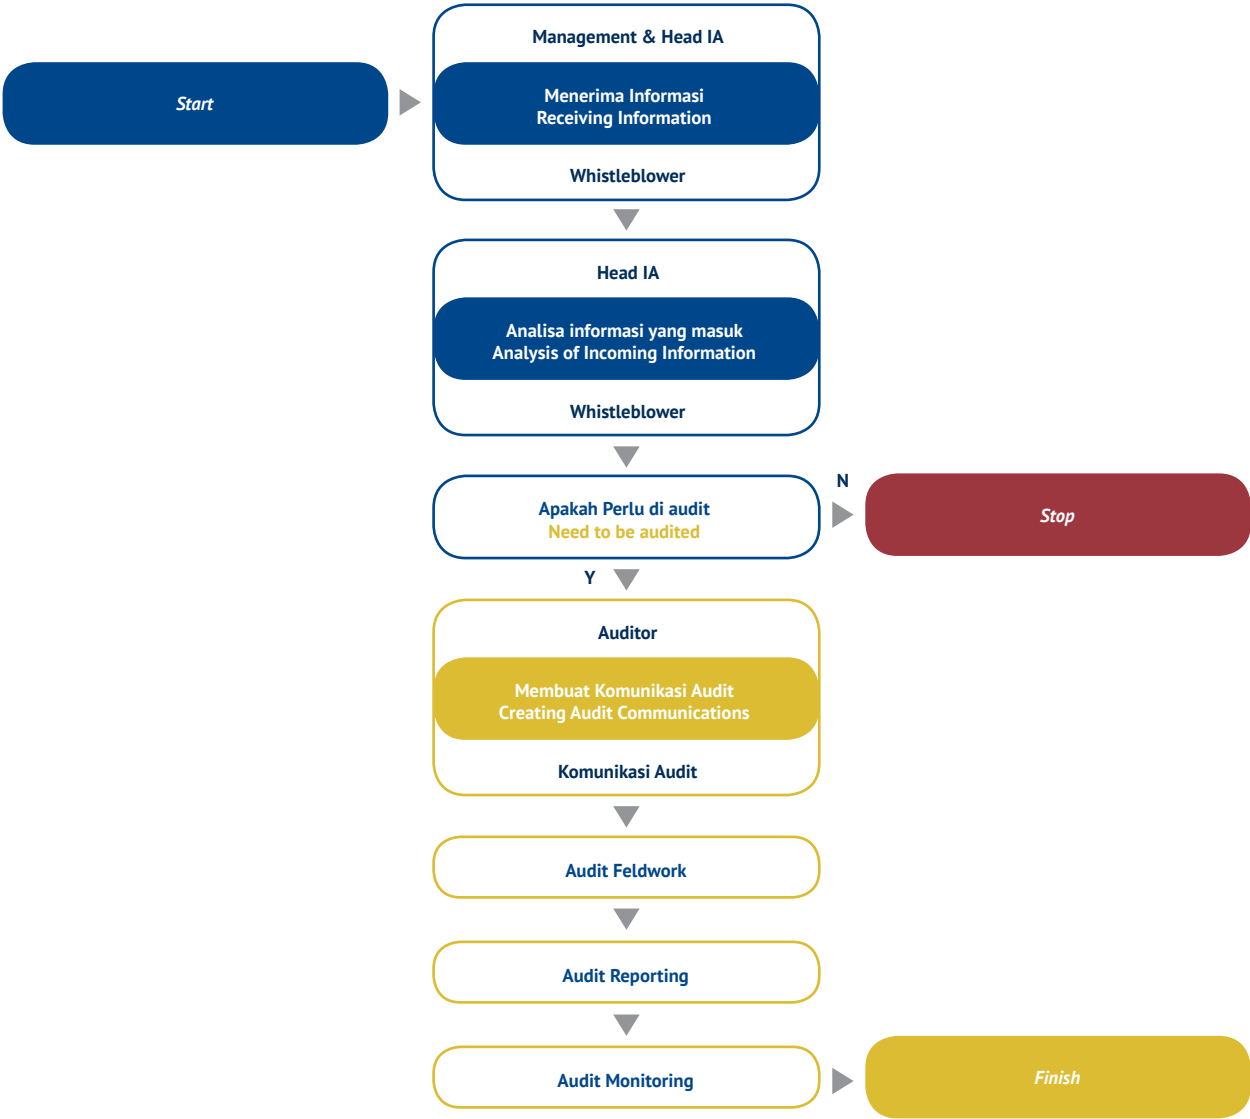 Management & Head IA
Start
Menerima Informasi
Receiving Information
Whistleblower
Head IA
Analisa informasi yang masuk
Analysis of Incoming Information
Whistleblower
Apakah Perlu di audit
Need to be audited
N
Stop
Y
Auditor
Membuat Komunikasi Audit
Creating Audit Communications
Komunikasi Audit
Audit Feldwork
Audit Reporting
Audit Monitoring
Finish